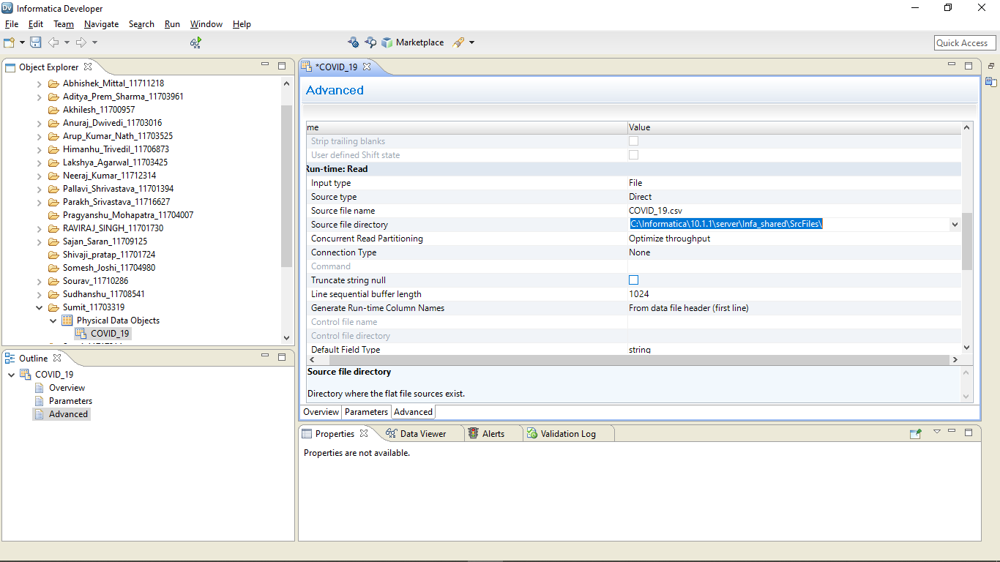 Informatica Developer
File Edit Team Navigate Search Run Window Help
Marketplace
Quick Access
Object Explorer
Abhishek_Mittal_11711218
Aditya_Prem_Sharma_11703961
Akhilesh_11700957
Anuraj_Dwivedi_11703016
Arup_Kumar_Nath_11703525
Himanhu_Trivedil_11706873
Lakshya_Agarwal_11703425
Neeraj_Kumar_11712314
Pallavi_Shrivastava_11701394
Parakh_Srivastava_11716627
Pragyanshu_Mohapatra_11704007
RAVIRAJ_SINGH_11701730
Sajan_Saran_11709125
Shivaji_pratap_11701724
Somesh_Joshi_11704980
Sourav_11710286
Sudhanshu_11708541
Sumit_11703319
Physical Data Objects
COVID_19
Outline
COVID_19
Overview
Parameters
Advanced
*COVID_19
Advanced
me Value
Strip trailing blanks
User defined Shift state
Run-time: Read
Input type File
Source type Direct
Source file name COVID_19.csv
Source file directory C:\Informatica\10.1.1\server\Infa_shared\SrcFiles\
Concurrent Read Partitioning Optimize throughput
Connection Type None
Command
Truncate string null
Line sequential buffer length 1024
Generate Run-time Column Names From data file header (first line)
Control file name
Control file directory
Default Field Type string
Source file directory
Directory where the flat file sources exist.
Overview Parameters Advanced
Properties Data Viewer Alerts Validation Log
Properties are not available.